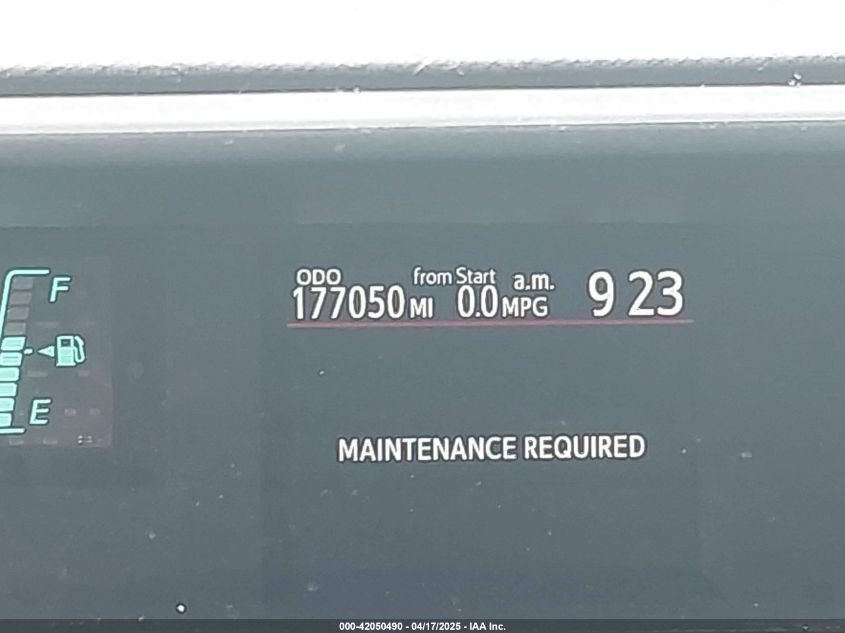 ODO from Start a.m.
177050 MI 0.0 MPG 9 23
F
E
MAINTENANCE REQUIRED
000-42050490 - 04/17/2025 - IAA Inc.